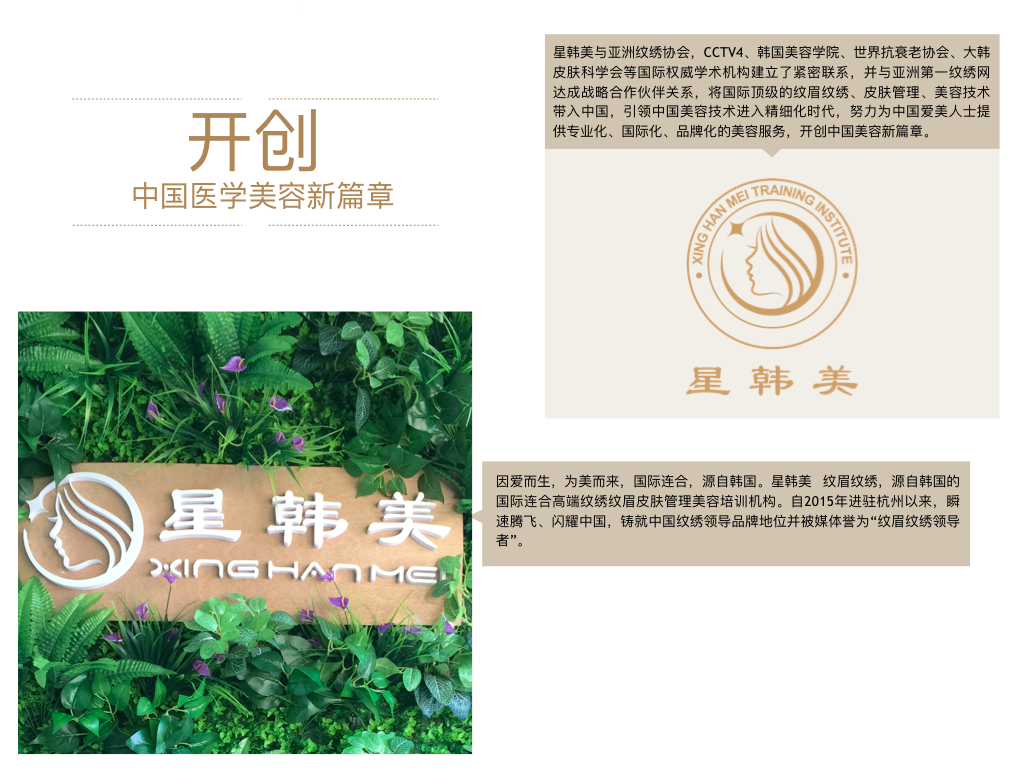 开创
中国医学美容新篇章
星韩美与亚洲纹绣协会，CCTV4、韩国美容学院、世界抗衰老协会、大韩
皮肤科学会等国际权威学术机构建立了紧密联系，并与亚洲第一纹绣网
达成战略合作伙伴关系，将国际顶级的纹眉纹绣、皮肤管理、美容技术
带入中国，引领中国美容技术进入精细化时代，努力为中国爱美人士提
供专业化、国际化、品牌化的美容服务，开创中国美容新篇章。
XING HAN MEI TRAINING INSTITUTE
星韩美
星韩美
XING HAN MEI
因爱而生，为美而来，国际连合，源自韩国。星韩美 纹眉纹绣，源自韩国的
国际连合高端纹绣纹眉皮肤管理美容培训机构。自2015年进驻杭州以来，瞬
速腾飞、闪耀中国，铸就中国纹绣领导品牌地位并被媒体誉为“纹眉纹绣领导
者”。